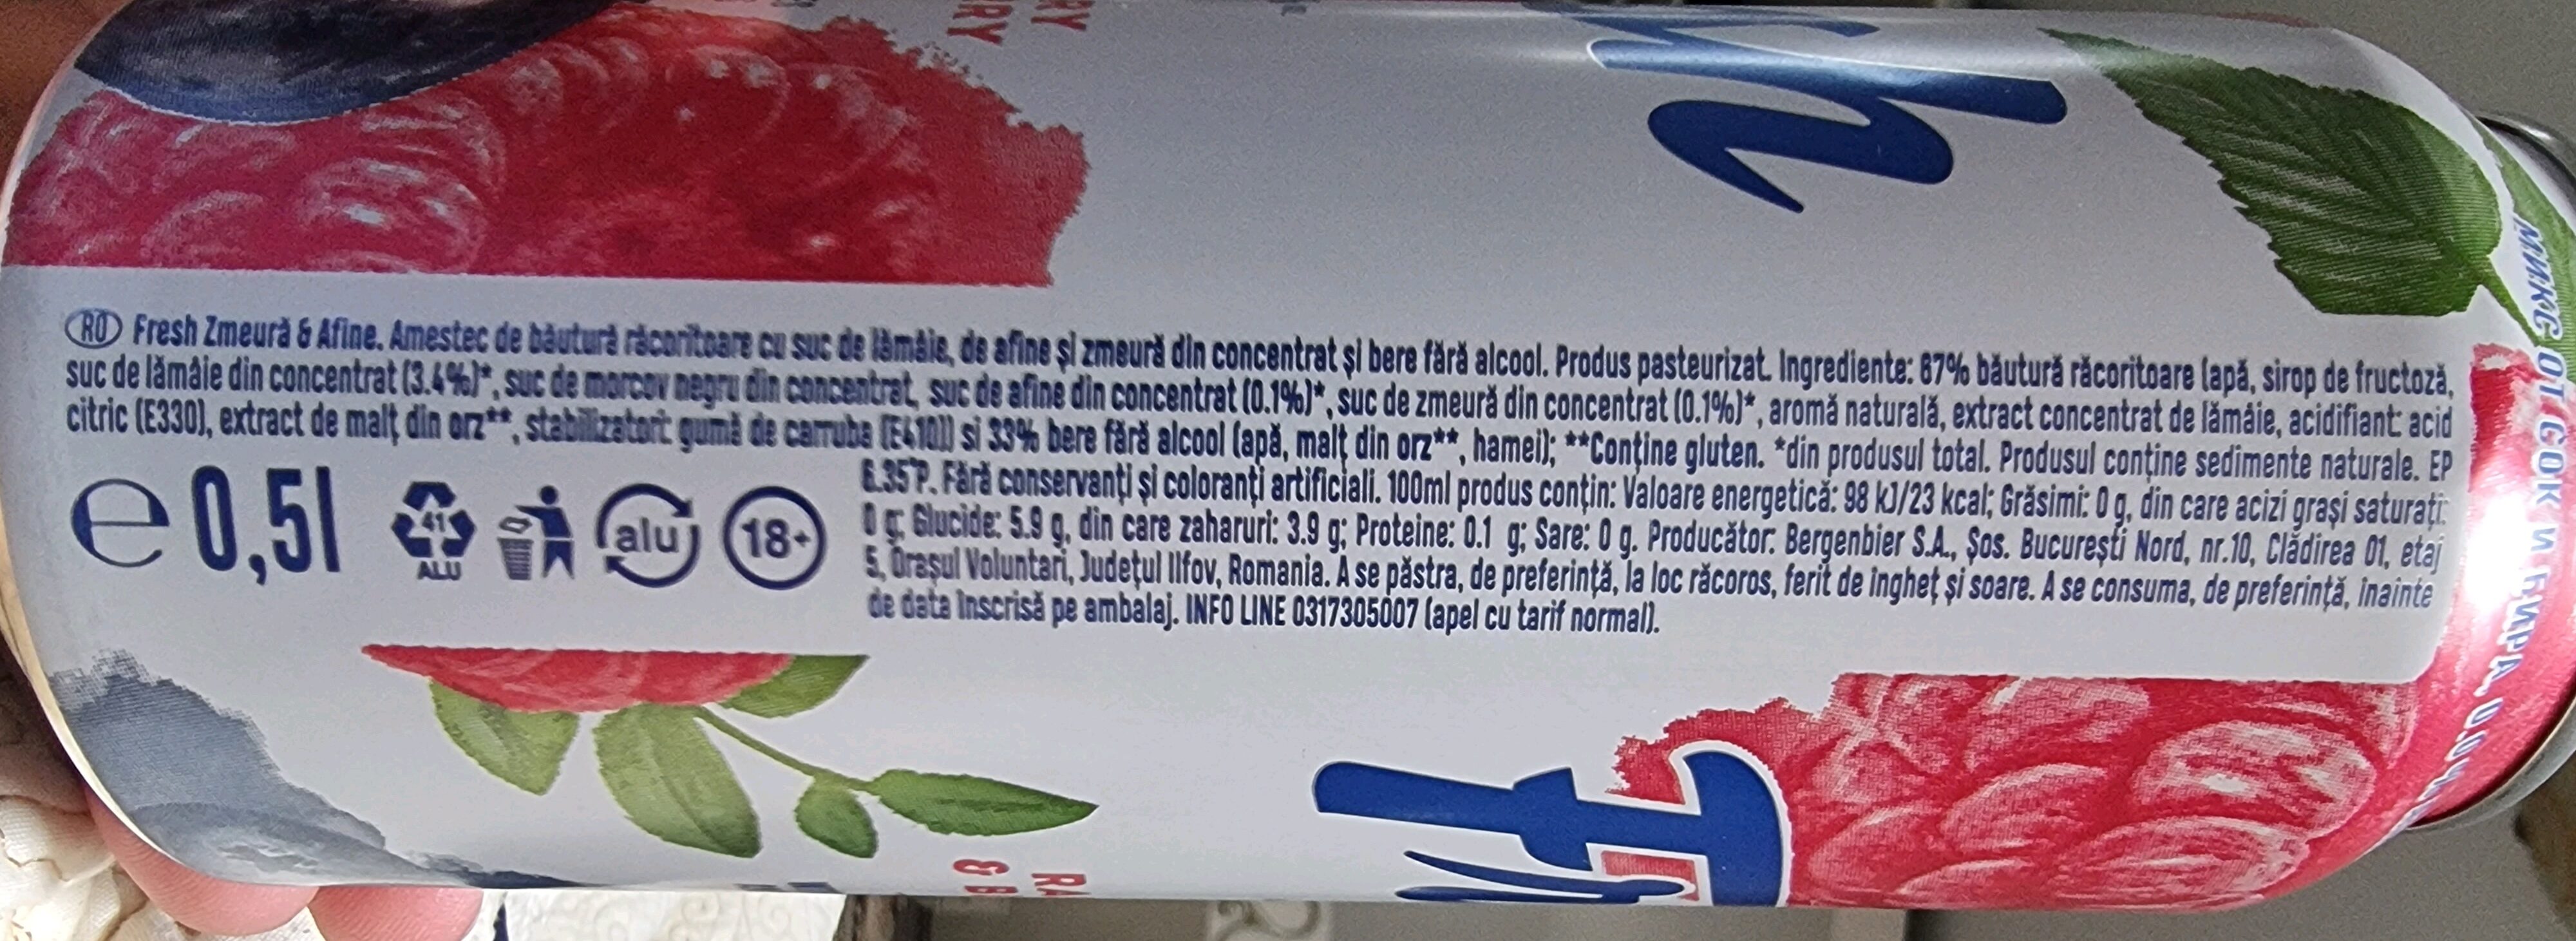 RO Fresh Zmeură & Afine. Amestec de băutură răcoritoare cu suc de lămâie, de afine și zmeură din concentrat și bere fără alcool. Produs pasteurizat. Ingrediente: 67% băutură răcoritoare (apă, sirop de fructoză,
suc de lămâie din concentrat (3.4%)*, suc de morcov negru din concentrat, suc de afine din concentrat (0.1%)*, suc de zmeură din concentrat (0.1%)*, aromă naturală, extract concentrat de lămâie, acidifiant: acid
citric (E330), extract de malț din orz**, stabilizatori: gumă de carruba (E410)) si 33% bere fără alcool (apă, malț din orz**, hamei); **Conține gluten. *din produsul total. Produsul conține sedimente naturale. EP
6.35°P. Fără conservanți și coloranți artificiali. 100ml produs conțin: Valoare energetică: 98 kJ/23 kcal; Grăsimi: 0 g, din care acizi grași saturați:
0 g; Glucide: 5.9 g, din care zaharuri: 3.9 g; Proteine: 0.1 g; Sare: 0 g. Producător: Bergenbier S.A., Șos. București Nord, nr.10, Clădirea 01, etaj
5, Orașul Voluntari, Județul Ilfov, Romania. A se păstra, de preferință, la loc răcoros, ferit de îngheț și soare. A se consuma, de preferință, înainte
de data înscrisă pe ambalaj. INFO LINE 0317305007 (apel cu tarif normal).
e 0,5l
41
ALU
alu
18+
МИКС ОТ СОК И БИРА